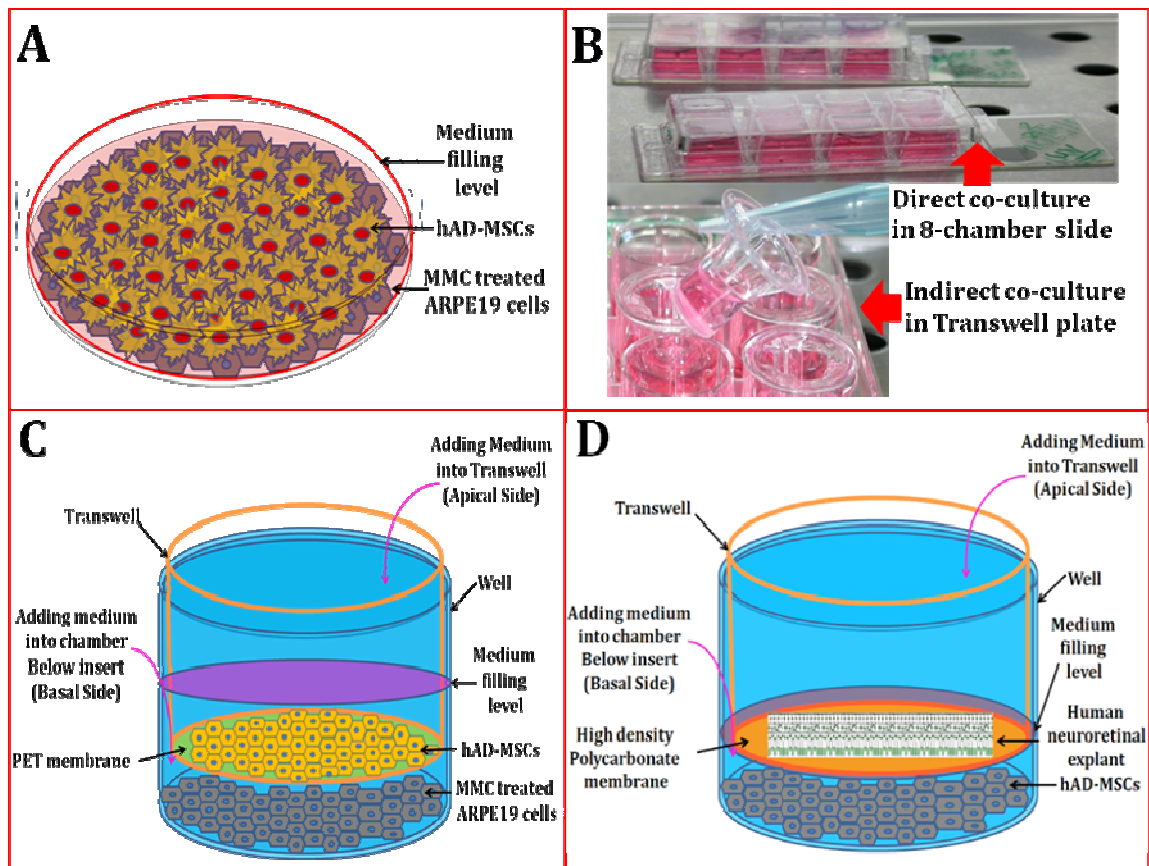 A
Medium
filling
level
hAD-MSCs
MMC treated
ARPE19 cells
B
Direct co-culture
in 8-chamber slide
Indirect co-culture
in Transwell plate
C
Adding Medium
into Transwell
(Apical Side)
Transwell
Well
Adding medium
into chamber
Below insert
(Basal Side)
Medium
filling
level
PET membrane
hAD-MSCs
MMC treated
ARPE19 cells
D
Adding Medium
into Transwell
(Apical Side)
Transwell
Well
Adding medium
into chamber
Below insert
(Basal Side)
Medium
filling
level
High density
Polycarbonate
membrane
Human
neuroretinal
explant
hAD-MSCs